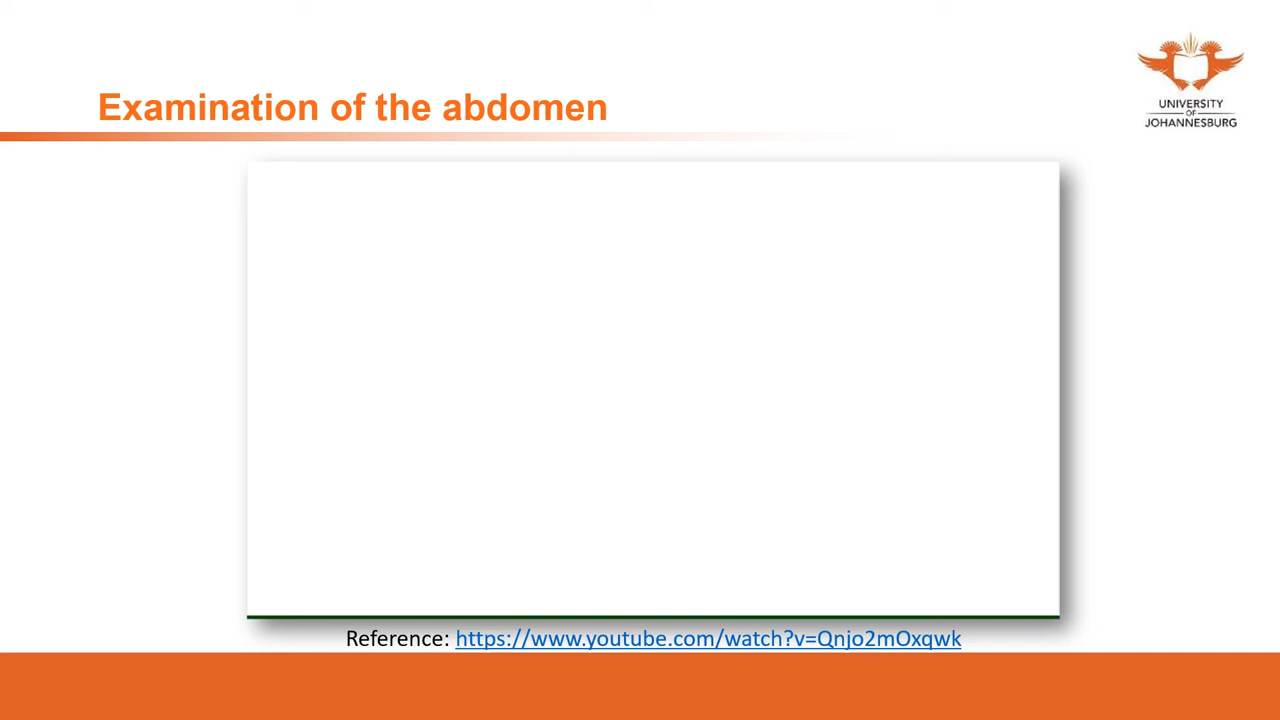 Examination of the abdomen
UNIVERSITY
OF
JOHANNESBURG
Reference: https://www.youtube.com/watch?v=Qnjo2mOxqwk